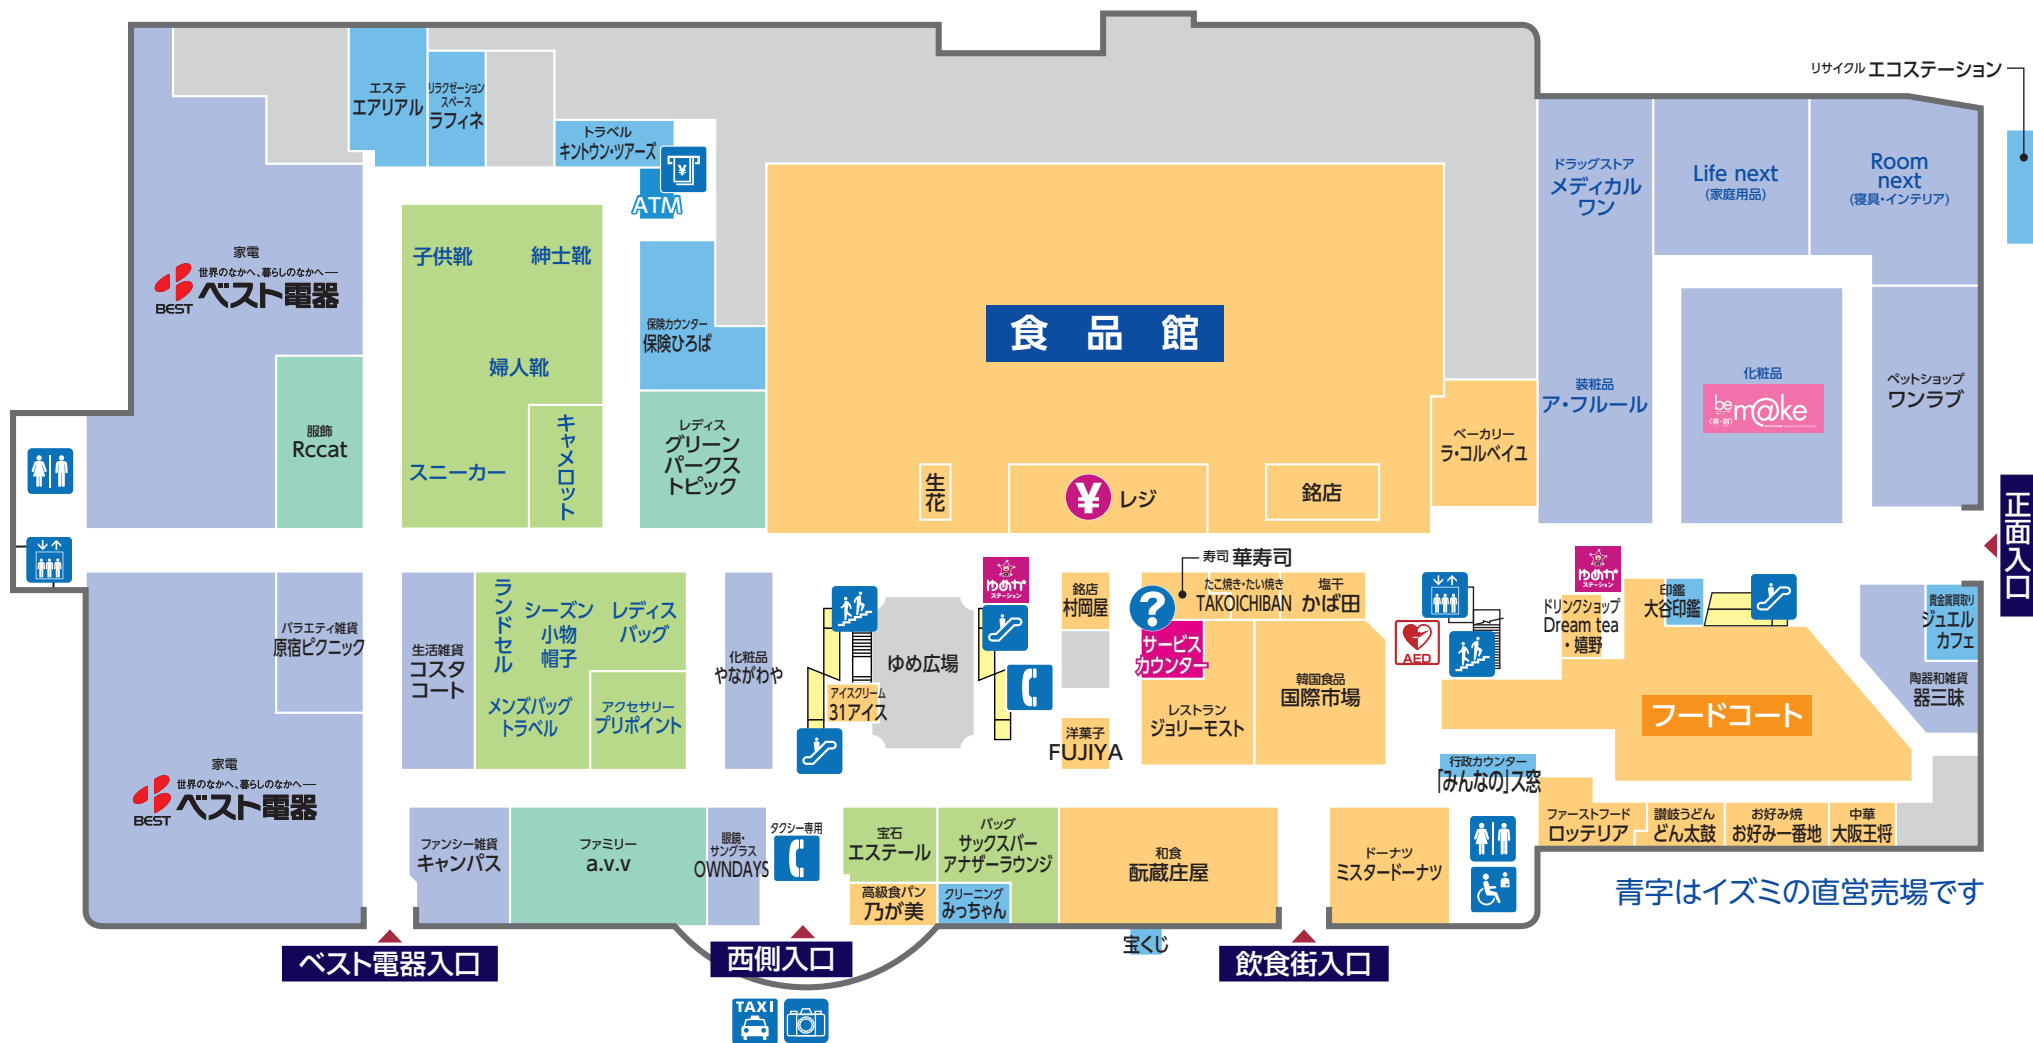 リサイクル エコステーション
エステ
エアリアル
リラクゼーション
スペース
ラフィネ
トラベル
キントウン・ツアーズ
¥
ATM
家電
世界のなかへ、暮らしのなかへ―
BEST ベスト電器
服飾
Rccat
子供靴
紳士靴
婦人靴
スニーカー
キャメロット
保険カウンター
保険ひろば
レディス
グリーン
パークス
トピック
食品館
生花
¥ レジ
銘店
ベーカリー
ラ・コルベイユ
ドラッグストア
メディカル
ワン
Life next
(家庭用品)
Room
next
(寝具・インテリア)
装粧品
ア・フルール
化粧品
be m@ke
ペットショップ
ワンラブ
正面入口
バラエティ雑貨
原宿ピクニック
家電
世界のなかへ、暮らしのなかへ―
BEST ベスト電器
生活雑貨
コスタ
コート
ランドセル
シーズン
小物
帽子
レディス
バッグ
メンズバッグ
トラベル
アクセサリー
プリポイント
化粧品
やながわや
アイスクリーム
31アイス
ゆめ広場
ゆめか
ステーション
銘店
村岡屋
洋菓子
FUJIYA
寿司 華寿司
たこ焼き・たい焼き
TAKOICHIBAN
塩干
かば田
?
サービス
カウンター
レストラン
ジョリーモスト
韓国食品
国際市場
AED
ゆめか
ステーション
ドリンクショップ
Dream tea
・嬉野
印鑑
大谷印鑑
貴金属買取り
ジュエル
カフェ
陶器和雑貨
器三昧
フードコート
行政カウンター
「みんなの」ス窓
ファーストフード
ロッテリア
讃岐うどん
どん太鼓
お好み焼
お好み一番地
中華
大阪王将
ファンシー雑貨
キャンパス
ファミリー
a.v.v
眼鏡・
サングラス
OWNDAYS
タクシー専用
宝石
エステール
高級食パン
乃が美
バッグ
サックスバー
アナザーラウンジ
クリーニング
みっちゃん
和食
酛蔵庄屋
ドーナツ
ミスタードーナツ
青字はイズミの直営売場です
宝くじ
ベスト電器入口
西側入口
飲食街入口
TAXI